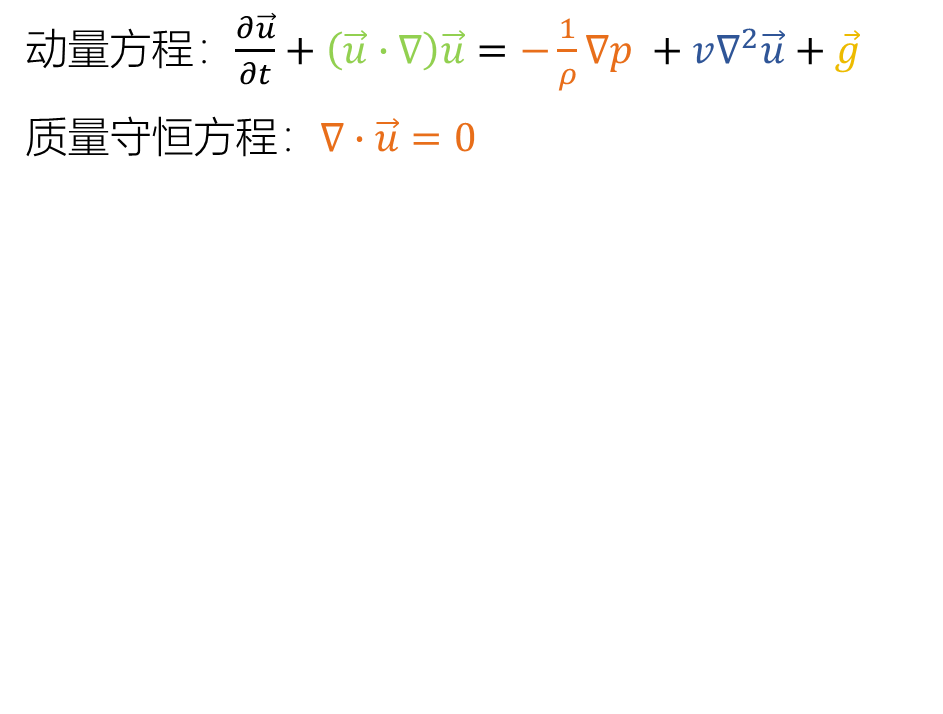 动量方程：∂u⃗/∂t + (u⃗ · ∇)u⃗ = −1/ρ ∇p + v∇²u⃗ + g⃗
质量守恒方程：∇ · u⃗ = 0